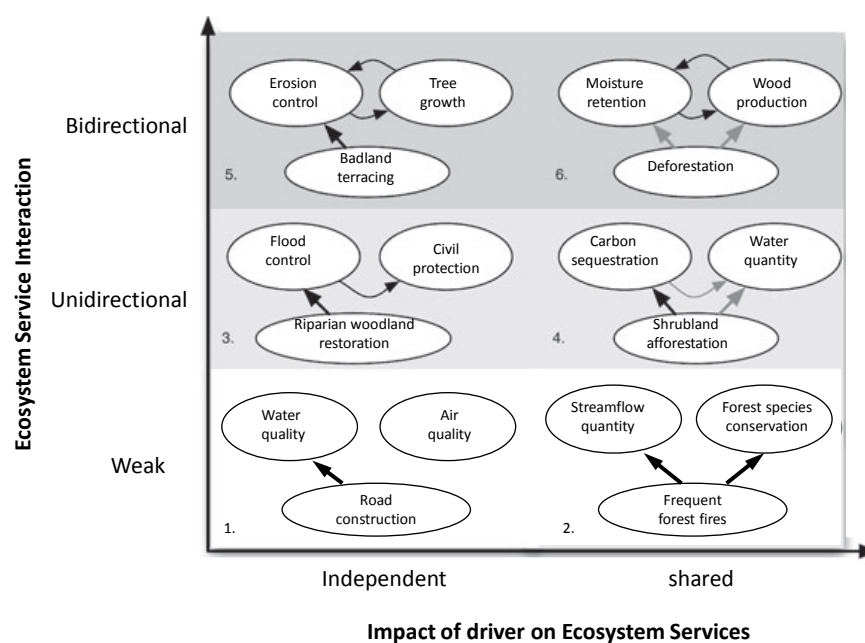 Ecosystem Service Interaction
Bidirectional
Unidirectional
Weak
Erosion
control
Tree
growth
Badland
terracing
5.
Moisture
retention
Wood
production
Deforestation
6.
Flood
control
Civil
protection
Riparian woodland
restoration
3.
Carbon
sequestration
Water
quantity
Shrubland
afforestation
4.
Water
quality
Air
quality
Road
construction
1.
Streamflow
quantity
Forest species
conservation
Frequent
forest fires
2.
Independent
shared
Impact of driver on Ecosystem Services